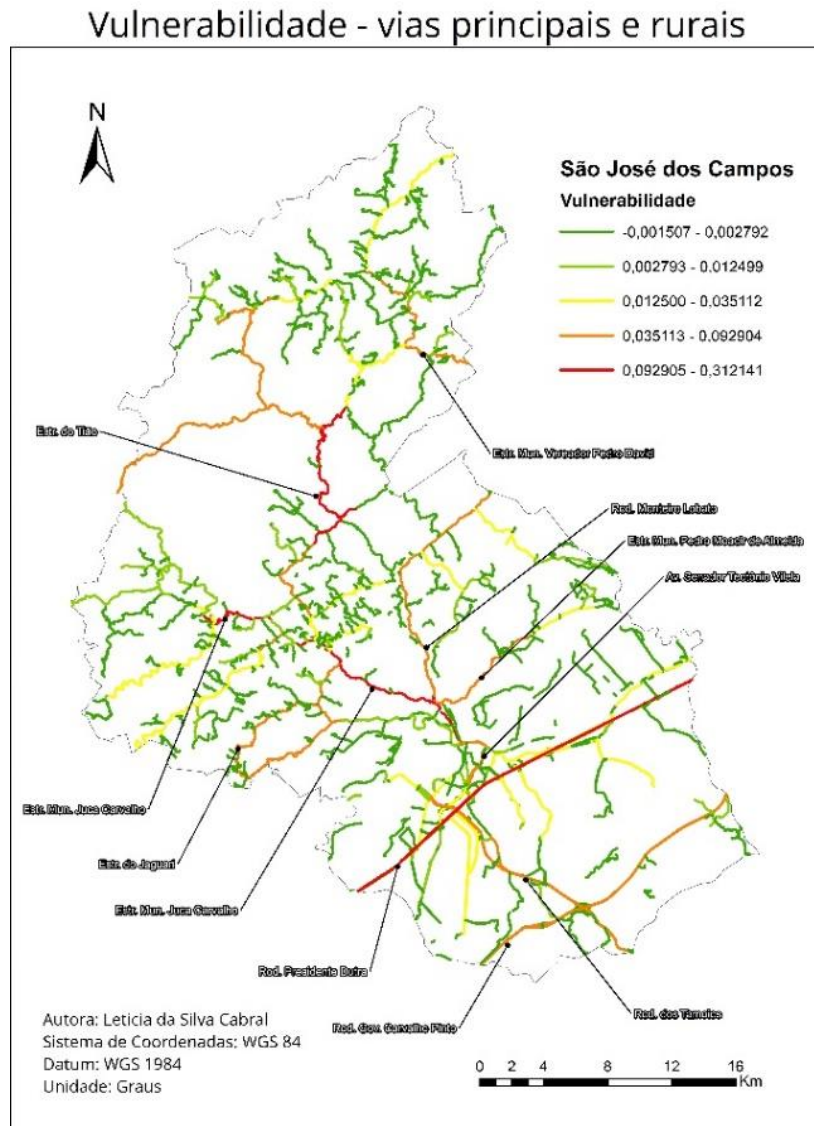 Vulnerabilidade - vias principais e rurais
N
São José dos Campos
Vulnerabilidade
-0,001507 - 0,002792
0,002793 - 0,012499
0,012500 - 0,035112
0,035113 - 0,092904
0,092905 - 0,312141
Estr. do Tião
Estr. Mun. Vereador Pedro David
Rod. Monteiro Lobato
Estr. Mun. Pedro Moacir de Almeida
Av. Senador Teotônio Vilela
Estr. Mun. Juca Carvalho
Estr. do Jaguari
Estr. Mun. Juca Carvalho
Rod. Presidente Dutra
Rod. Gov. Carvalho Pinto
Rod. dos Tamoios
Autora: Leticia da Silva Cabral
Sistema de Coordenadas: WGS 84
Datum: WGS 1984
Unidade: Graus
0 2 4 8 12 16
Km